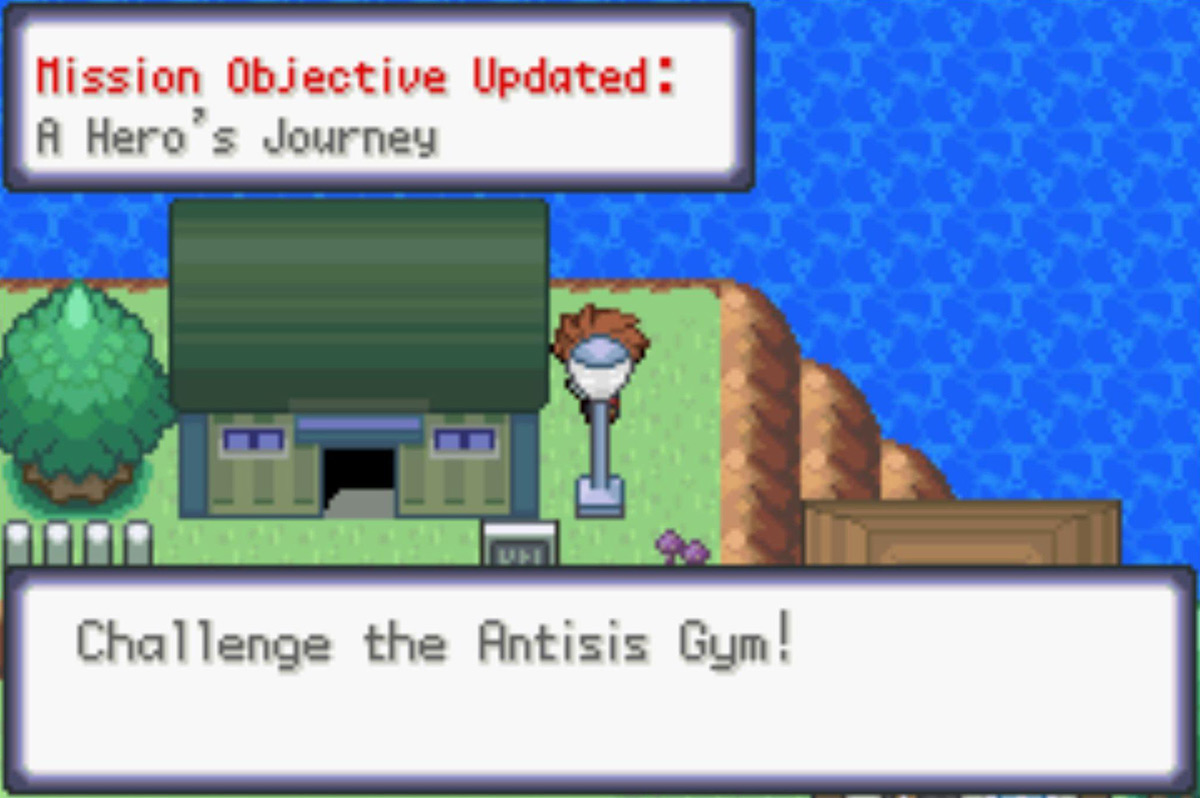 Mission Objective Updated:
A Hero's Journey
Challenge the Antisis Gym!